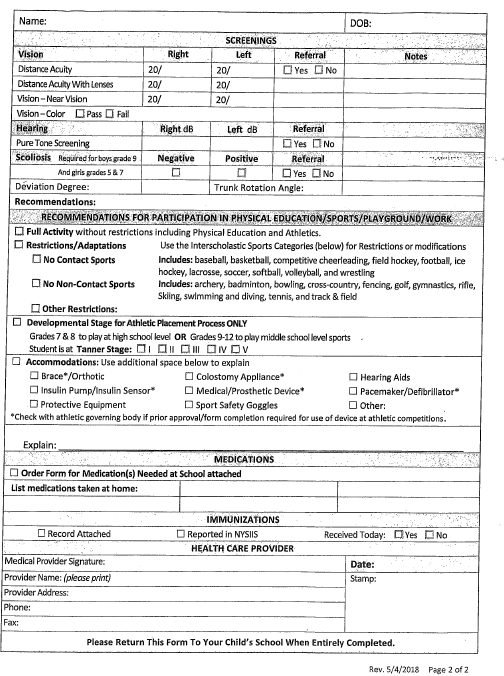 Name: DOB:
SCREENINGS
Vision Right Left Referral Notes
Distance Acuity 20/ 20/ ☐ Yes ☐ No
Distance Acuity With Lenses 20/ 20/
Vision – Near Vision 20/ 20/
Vision – Color ☐ Pass ☐ Fail
Hearing Right dB Left dB Referral
Pure Tone Screening ☐ Yes ☐ No
Scoliosis Required for boys grade 9 Negative Positive Referral
And girls grades 5 & 7 ☐ ☐ ☐ Yes ☐ No
Deviation Degree: Trunk Rotation Angle:
Recommendations:
RECOMMENDATIONS FOR PARTICIPATION IN PHYSICAL EDUCATION/SPORTS/PLAYGROUND/WORK
☐ Full Activity without restrictions including Physical Education and Athletics.
☐ Restrictions/Adaptations Use the Interscholastic Sports Categories (below) for Restrictions or modifications
☐ No Contact Sports Includes: baseball, basketball, competitive cheerleading, field hockey, football, ice
hockey, lacrosse, soccer, softball, volleyball, and wrestling
☐ No Non-Contact Sports Includes: archery, badminton, bowling, cross-country, fencing, golf, gymnastics, rifle,
Skiing, swimming and diving, tennis, and track & field
☐ Other Restrictions:
☐ Developmental Stage for Athletic Placement Process ONLY
Grades 7 & 8 to play at high school level OR Grades 9-12 to play middle school level sports
Student is at Tanner Stage: ☐ I ☐ II ☐ III ☐ IV ☐ V
☐ Accommodations: Use additional space below to explain
☐ Brace*/Orthotic ☐ Colostomy Appliance* ☐ Hearing Aids
☐ Insulin Pump/Insulin Sensor* ☐ Medical/Prosthetic Device* ☐ Pacemaker/Defibrillator*
☐ Protective Equipment ☐ Sport Safety Goggles ☐ Other:
*Check with athletic governing body if prior approval/form completion required for use of device at athletic competitions.
Explain:
MEDICATIONS
☐ Order Form for Medication(s) Needed at School attached
List medications taken at home:
IMMUNIZATIONS
☐ Record Attached ☐ Reported in NYSIIS Received Today: ☐ Yes ☐ No
HEALTH CARE PROVIDER
Medical Provider Signature: Date:
Provider Name: (please print) Stamp:
Provider Address:
Phone:
Fax:
Please Return This Form To Your Child's School When Entirely Completed.
Rev. 5/4/2018 Page 2 of 2